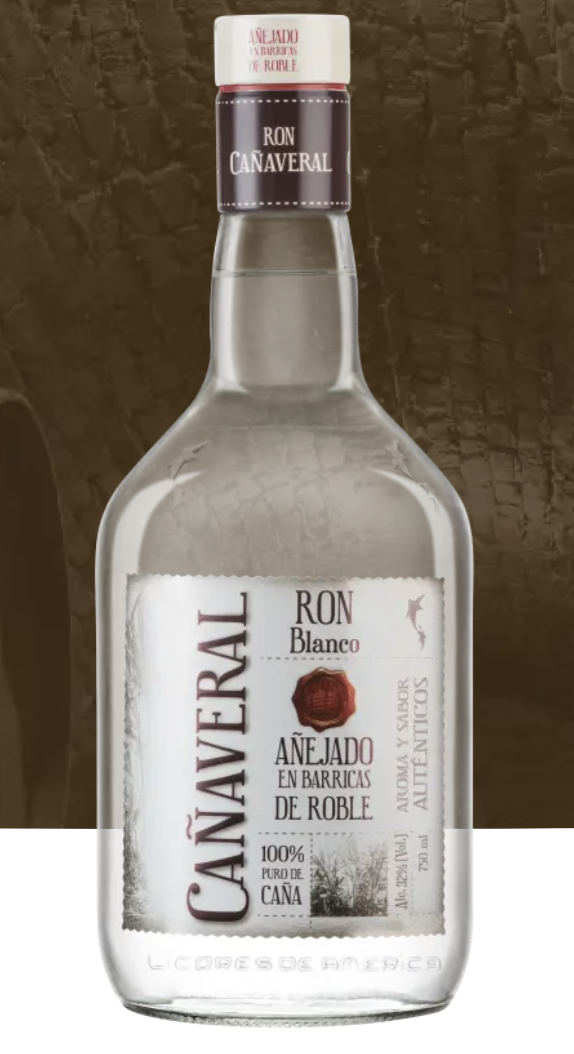 AÑEJADO
EN BARRICAS
DE ROBLE
RON
CAÑAVERAL
CAÑAVERAL
RON
Blanco
AÑEJADO
EN BARRICAS
DE ROBLE
100%
PURO DE
CAÑA
AROMA Y SABOR
AUTÉNTICOS
Alc. 32% (Vol.)
750 ml
LICORES DE AMERICA